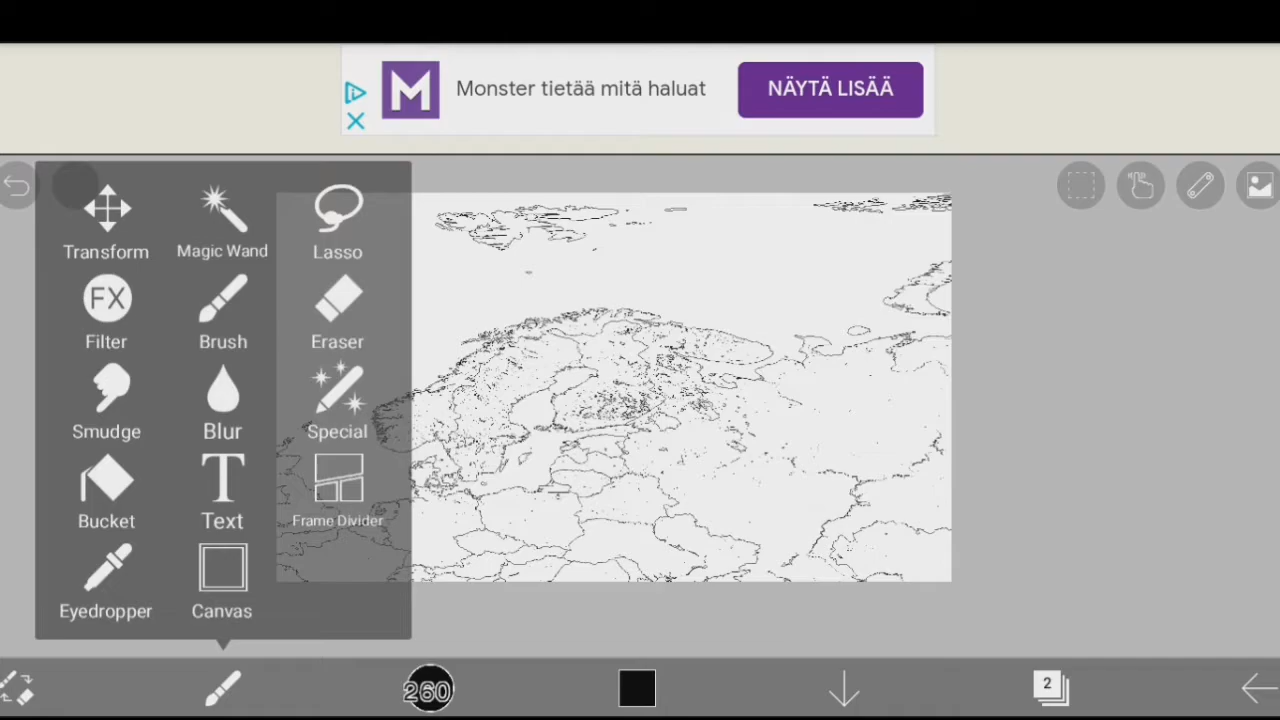 M
Monster tietää mitä haluat
NÄYTÄ LISÄÄ
Transform
Magic Wand
Lasso
FX
Filter
Brush
Eraser
Smudge
Blur
Special
Bucket
T
Text
Frame Divider
Eyedropper
Canvas
260
2